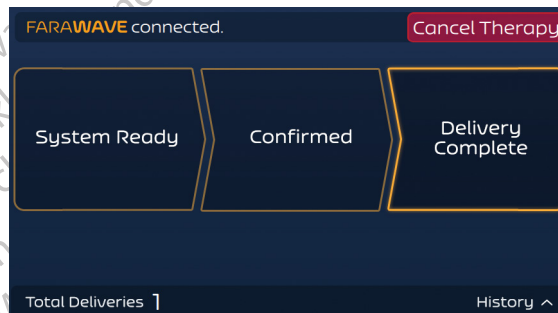 FARAWAVE connected.
Cancel Therapy
System Ready
Confirmed
Delivery
Complete
Total Deliveries 1
History